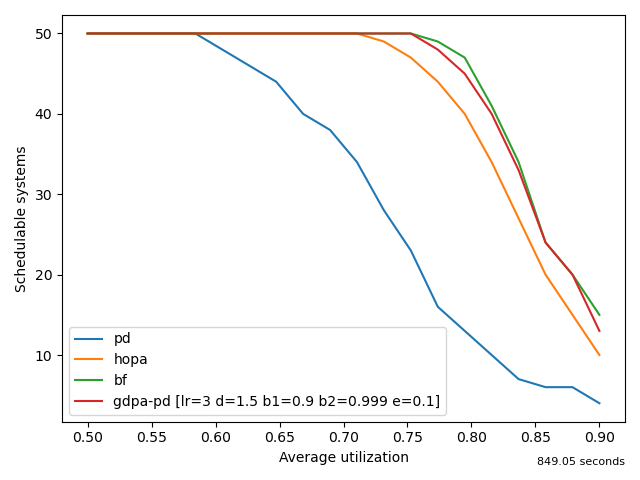 50
40
30
20
10
Schedulable systems
pd
hopa
bf
gdpa-pd [lr=3 d=1.5 b1=0.9 b2=0.999 e=0.1]
0.50 0.55 0.60 0.65 0.70 0.75 0.80 0.85 0.90
Average utilization
849.05 seconds